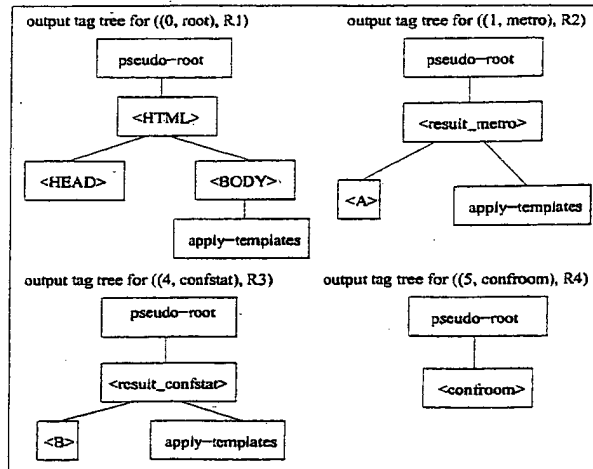 output tag tree for ((0, root), R1)
pseudo-root
<HTML>
<HEAD>
<BODY>
apply-templates
output tag tree for ((1, metro), R2)
pseudo-root
<resuit_metro>
<A>
apply-templates
output tag tree for ((4, confstat), R3)
pseudo-root
<resuit_confstat>
<B>
apply-templates
output tag tree for ((5, confroom), R4)
pseudo-root
<confroom>